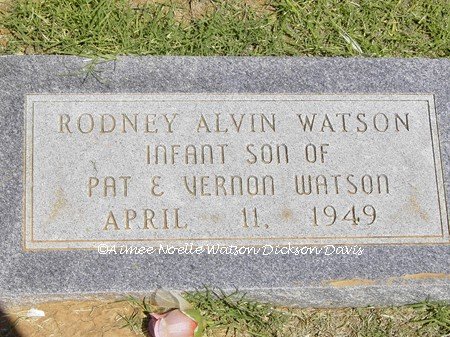 RODNEY ALVIN WATSON
INFANT SON OF
PAT & VERNON WATSON
APRIL 11, 1949
©Aimee Noelle Watson Dickson Davis